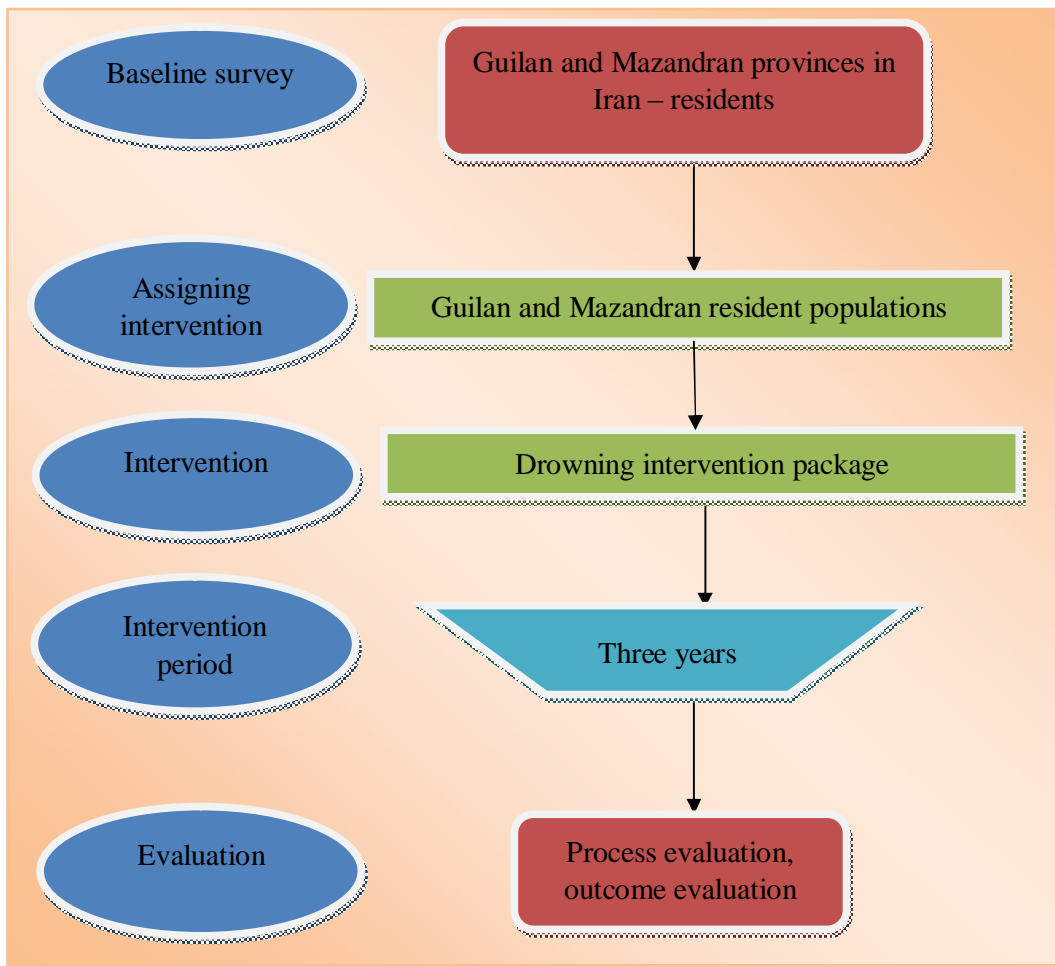 Baseline survey
Guilan and Mazandran provinces in
Iran – residents
Assigning
intervention
Guilan and Mazandran resident populations
Intervention
Drowning intervention package
Intervention
period
Three years
Evaluation
Process evaluation,
outcome evaluation